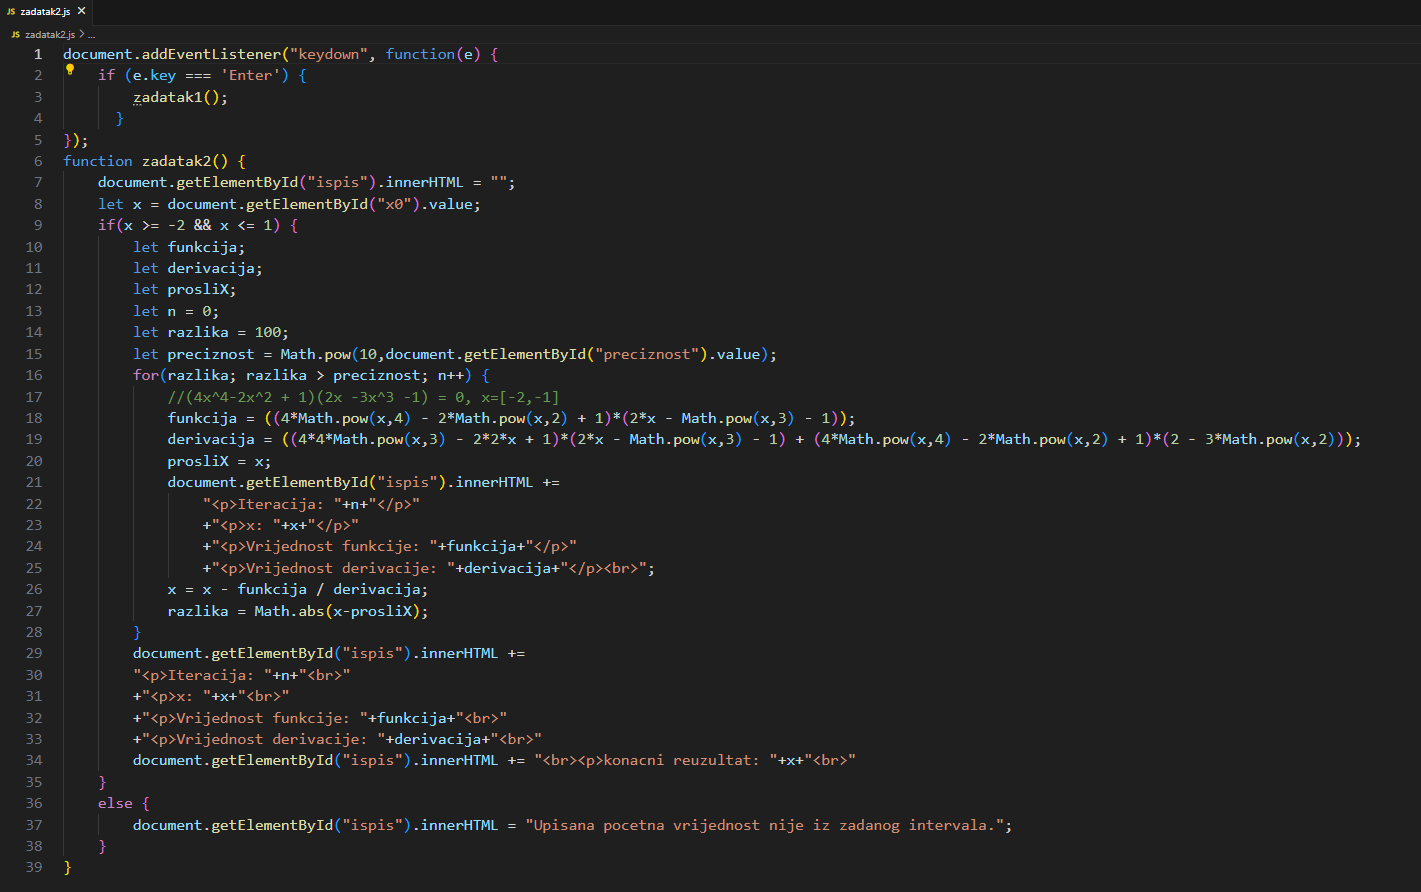 JS zadatak2.js ×
JS zadatak2.js > ...
1 document.addEventListener("keydown", function(e) {
2     if (e.key === 'Enter') {
3         zadatak1();
4       }
5 });
6 function zadatak2() {
7     document.getElementById("ispis").innerHTML = "";
8     let x = document.getElementById("x0").value;
9     if(x >= -2 && x <= 1) {
10         let funkcija;
11         let derivacija;
12         let prosliX;
13         let n = 0;
14         let razlika = 100;
15         let preciznost = Math.pow(10,document.getElementById("preciznost").value);
16         for(razlika; razlika > preciznost; n++) {
17             //(4x^4-2x^2 + 1)(2x -3x^3 -1) = 0, x=[-2,-1]
18             funkcija = ((4*Math.pow(x,4) - 2*Math.pow(x,2) + 1)*(2*x - Math.pow(x,3) - 1));
19             derivacija = ((4*4*Math.pow(x,3) - 2*2*x + 1)*(2*x - Math.pow(x,3) - 1) + (4*Math.pow(x,4) - 2*Math.pow(x,2) + 1)*(2 - 3*Math.pow(x,2)));
20             prosliX = x;
21             document.getElementById("ispis").innerHTML +=
22                 "<p>Iteracija: "+n+"</p>"
23                 +"<p>x: "+x+"</p>"
24                 +"<p>Vrijednost funkcije: "+funkcija+"</p>"
25                 +"<p>Vrijednost derivacije: "+derivacija+"</p><br>";
26             x = x - funkcija / derivacija;
27             razlika = Math.abs(x-prosliX);
28         }
29         document.getElementById("ispis").innerHTML +=
30         "<p>Iteracija: "+n+"<br>"
31         +"<p>x: "+x+"<br>"
32         +"<p>Vrijednost funkcije: "+funkcija+"<br>"
33         +"<p>Vrijednost derivacije: "+derivacija+"<br>"
34         document.getElementById("ispis").innerHTML += "<br><p>konacni reuzultat: "+x+"<br>"
35     }
36     else {
37         document.getElementById("ispis").innerHTML = "Upisana pocetna vrijednost nije iz zadanog intervala.";
38     }
39 }